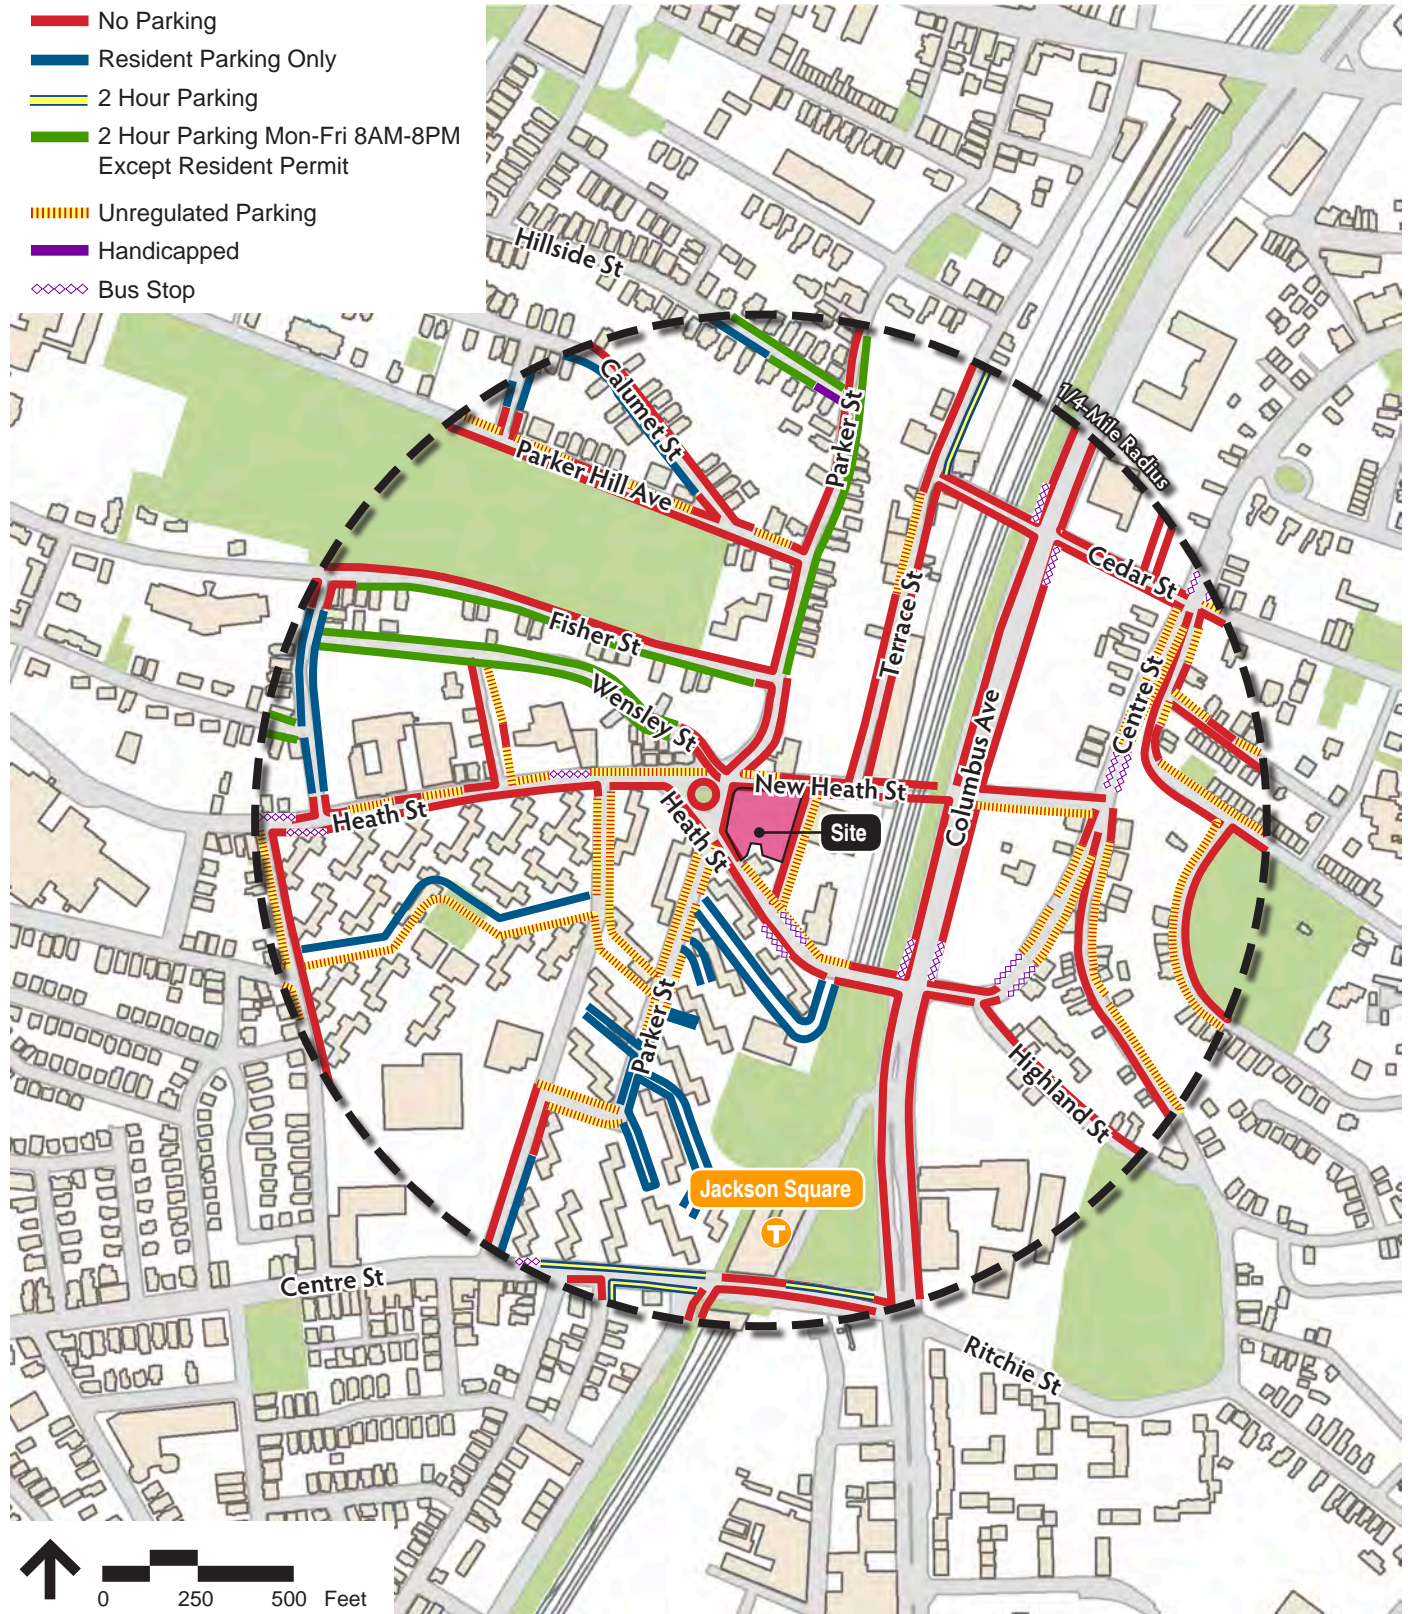 No Parking
Resident Parking Only
2 Hour Parking
2 Hour Parking Mon-Fri 8AM-8PM
Except Resident Permit
Unregulated Parking
Handicapped
Bus Stop
Hillside St
Calumet St
Parker St
1/4-Mile Radius
Parker Hill Ave
Cedar St
Terrace St
Fisher St
Wensley St
Centre St
Columbus Ave
New Heath St
Heath St
Heath St
Site
Parker St
Highland St
Jackson Square
T
Centre St
Ritchie St
0 250 500 Feet